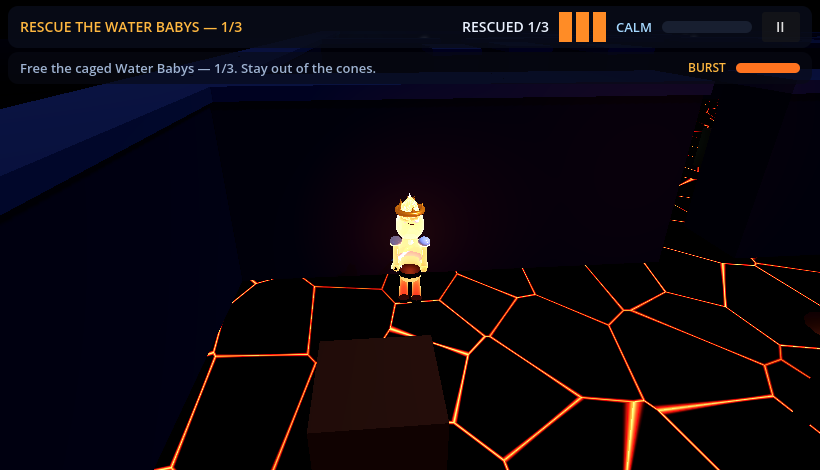 RESCUE THE WATER BABYS — 1/3
RESCUED 1/3 CALM
Free the caged Water Babys — 1/3. Stay out of the cones.
BURST